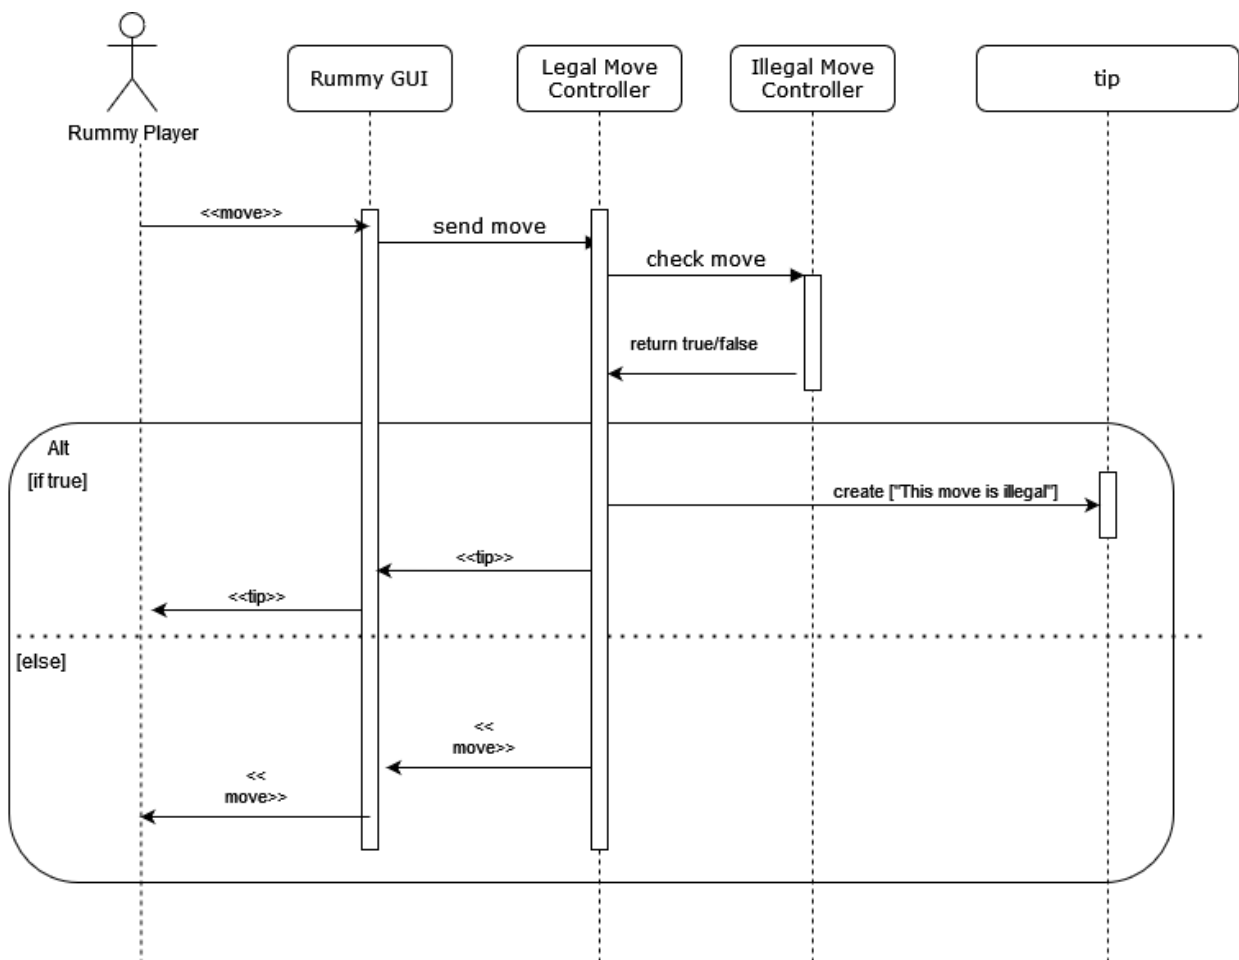 Rummy Player
Rummy GUI
Legal Move
Controller
Illegal Move
Controller
tip
<<move>>
send move
check move
return true/false
Alt
[if true]
create ["This move is illegal"]
<<tip>>
<<tip>>
[else]
<<
move>>
<<
move>>